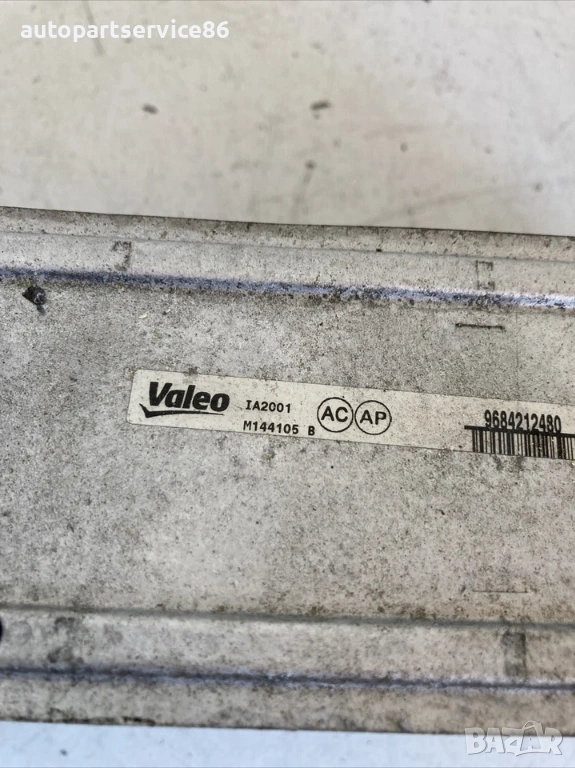 autopartservice86
Valeo
IA2001
M144105 B
AC AP
9684212480
BAZAR